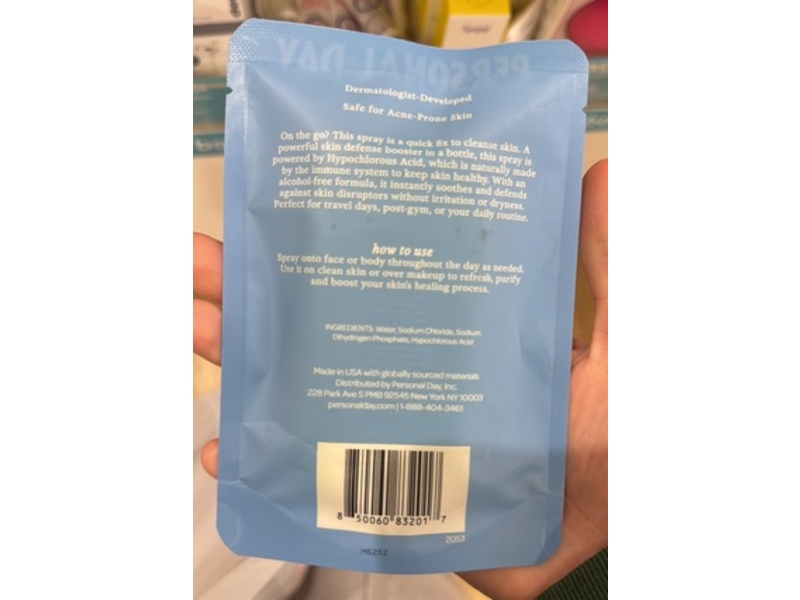 PERSONAL DAY
Dermatologist-Developed
Safe for Acne-Prone Skin
On the go? This spray is a quick fix to cleanse skin. A
powerful skin defense booster in a bottle, this spray is
powered by Hypochlorous Acid, which is naturally made
by the immune system to keep skin healthy. With an
alcohol-free formula, it instantly soothes and defends
against skin disruptors without irritation or dryness.
Perfect for travel days, post-gym, or your daily routine.
how to use
Spray onto face or body throughout the day as needed.
Use it on clean skin or over makeup to refresh, purify
and boost your skin's healing process.
INGREDIENTS: Water, Sodium Chloride, Sodium
Dihydrogen Phosphate, Hypochlorous Acid
Made in USA with globally sourced materials
Distributed by Personal Day, Inc.
228 Park Ave S PMB 92545 New York NY 10003
personalday.com | 1-888-404-3461
8 50060 83201 7
2053
H5252